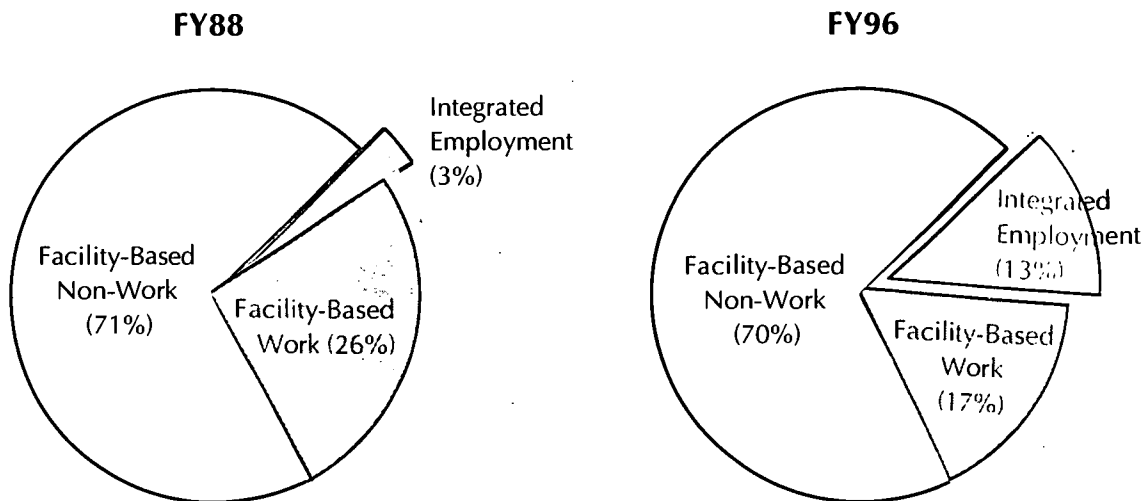 FY88
Integrated
Employment
(3%)
Facility-Based
Non-Work
(71%)
Facility-Based
Work (26%)
FY96
Integrated
Employment
(13%)
Facility-Based
Non-Work
(70%)
Facility-Based
Work
(17%)